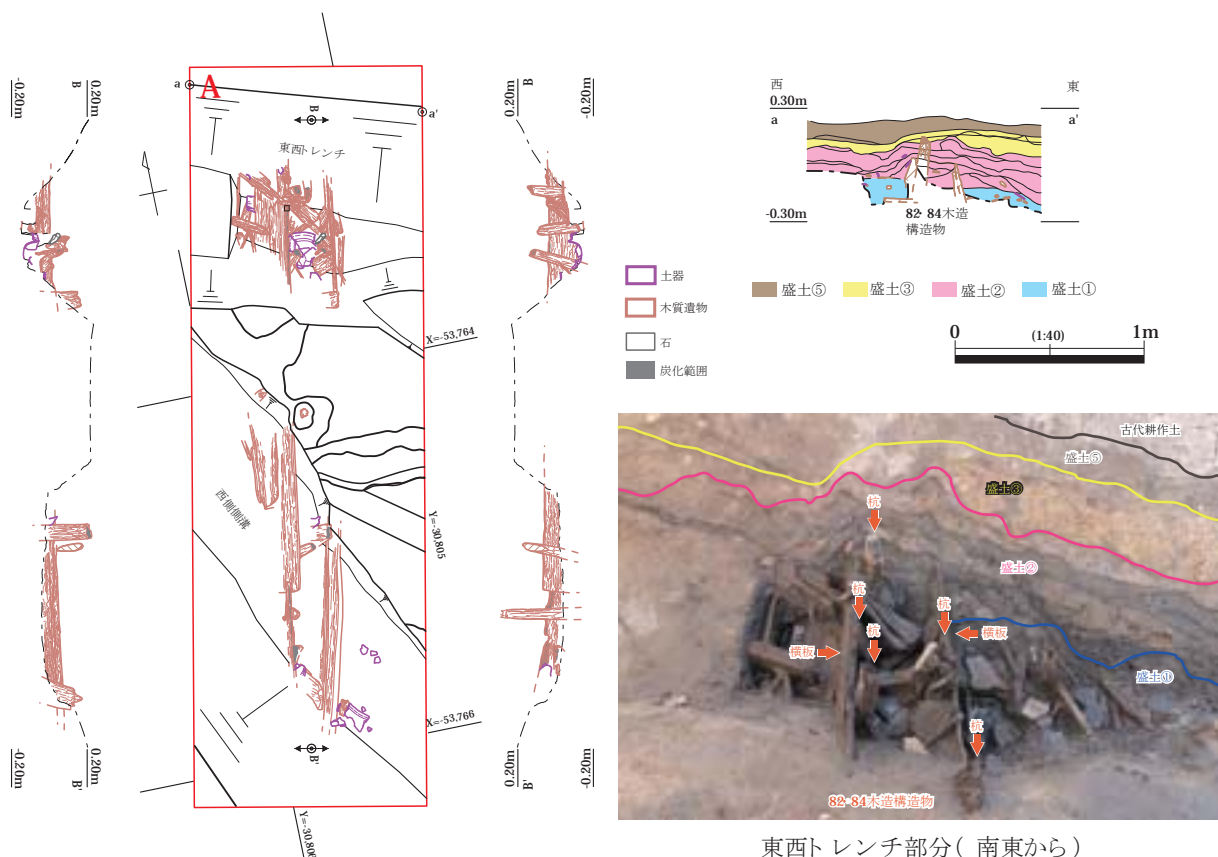 -0.20m
0.20m
B
A
a
a'
B
東西トレンチ
X=-53,764
西側側溝
Y=-30,805
X=-53,766
B'
-0.20m
0.20m
B'
Y=-30,806
0.20m
B
-0.20m
0.20m
B'
-0.20m
西
東
0.30m
a
a'
-0.30m
82・84木造
構造物
土器
木質遺物
石
炭化範囲
盛土⑤
盛土③
盛土②
盛土①
0
(1:40)
1m
古代耕作土
盛土⑤
盛土③
杭
盛土②
杭
杭
杭
横板
横板
盛土①
杭
82・84木造構造物
東西トレンチ部分(南東から)